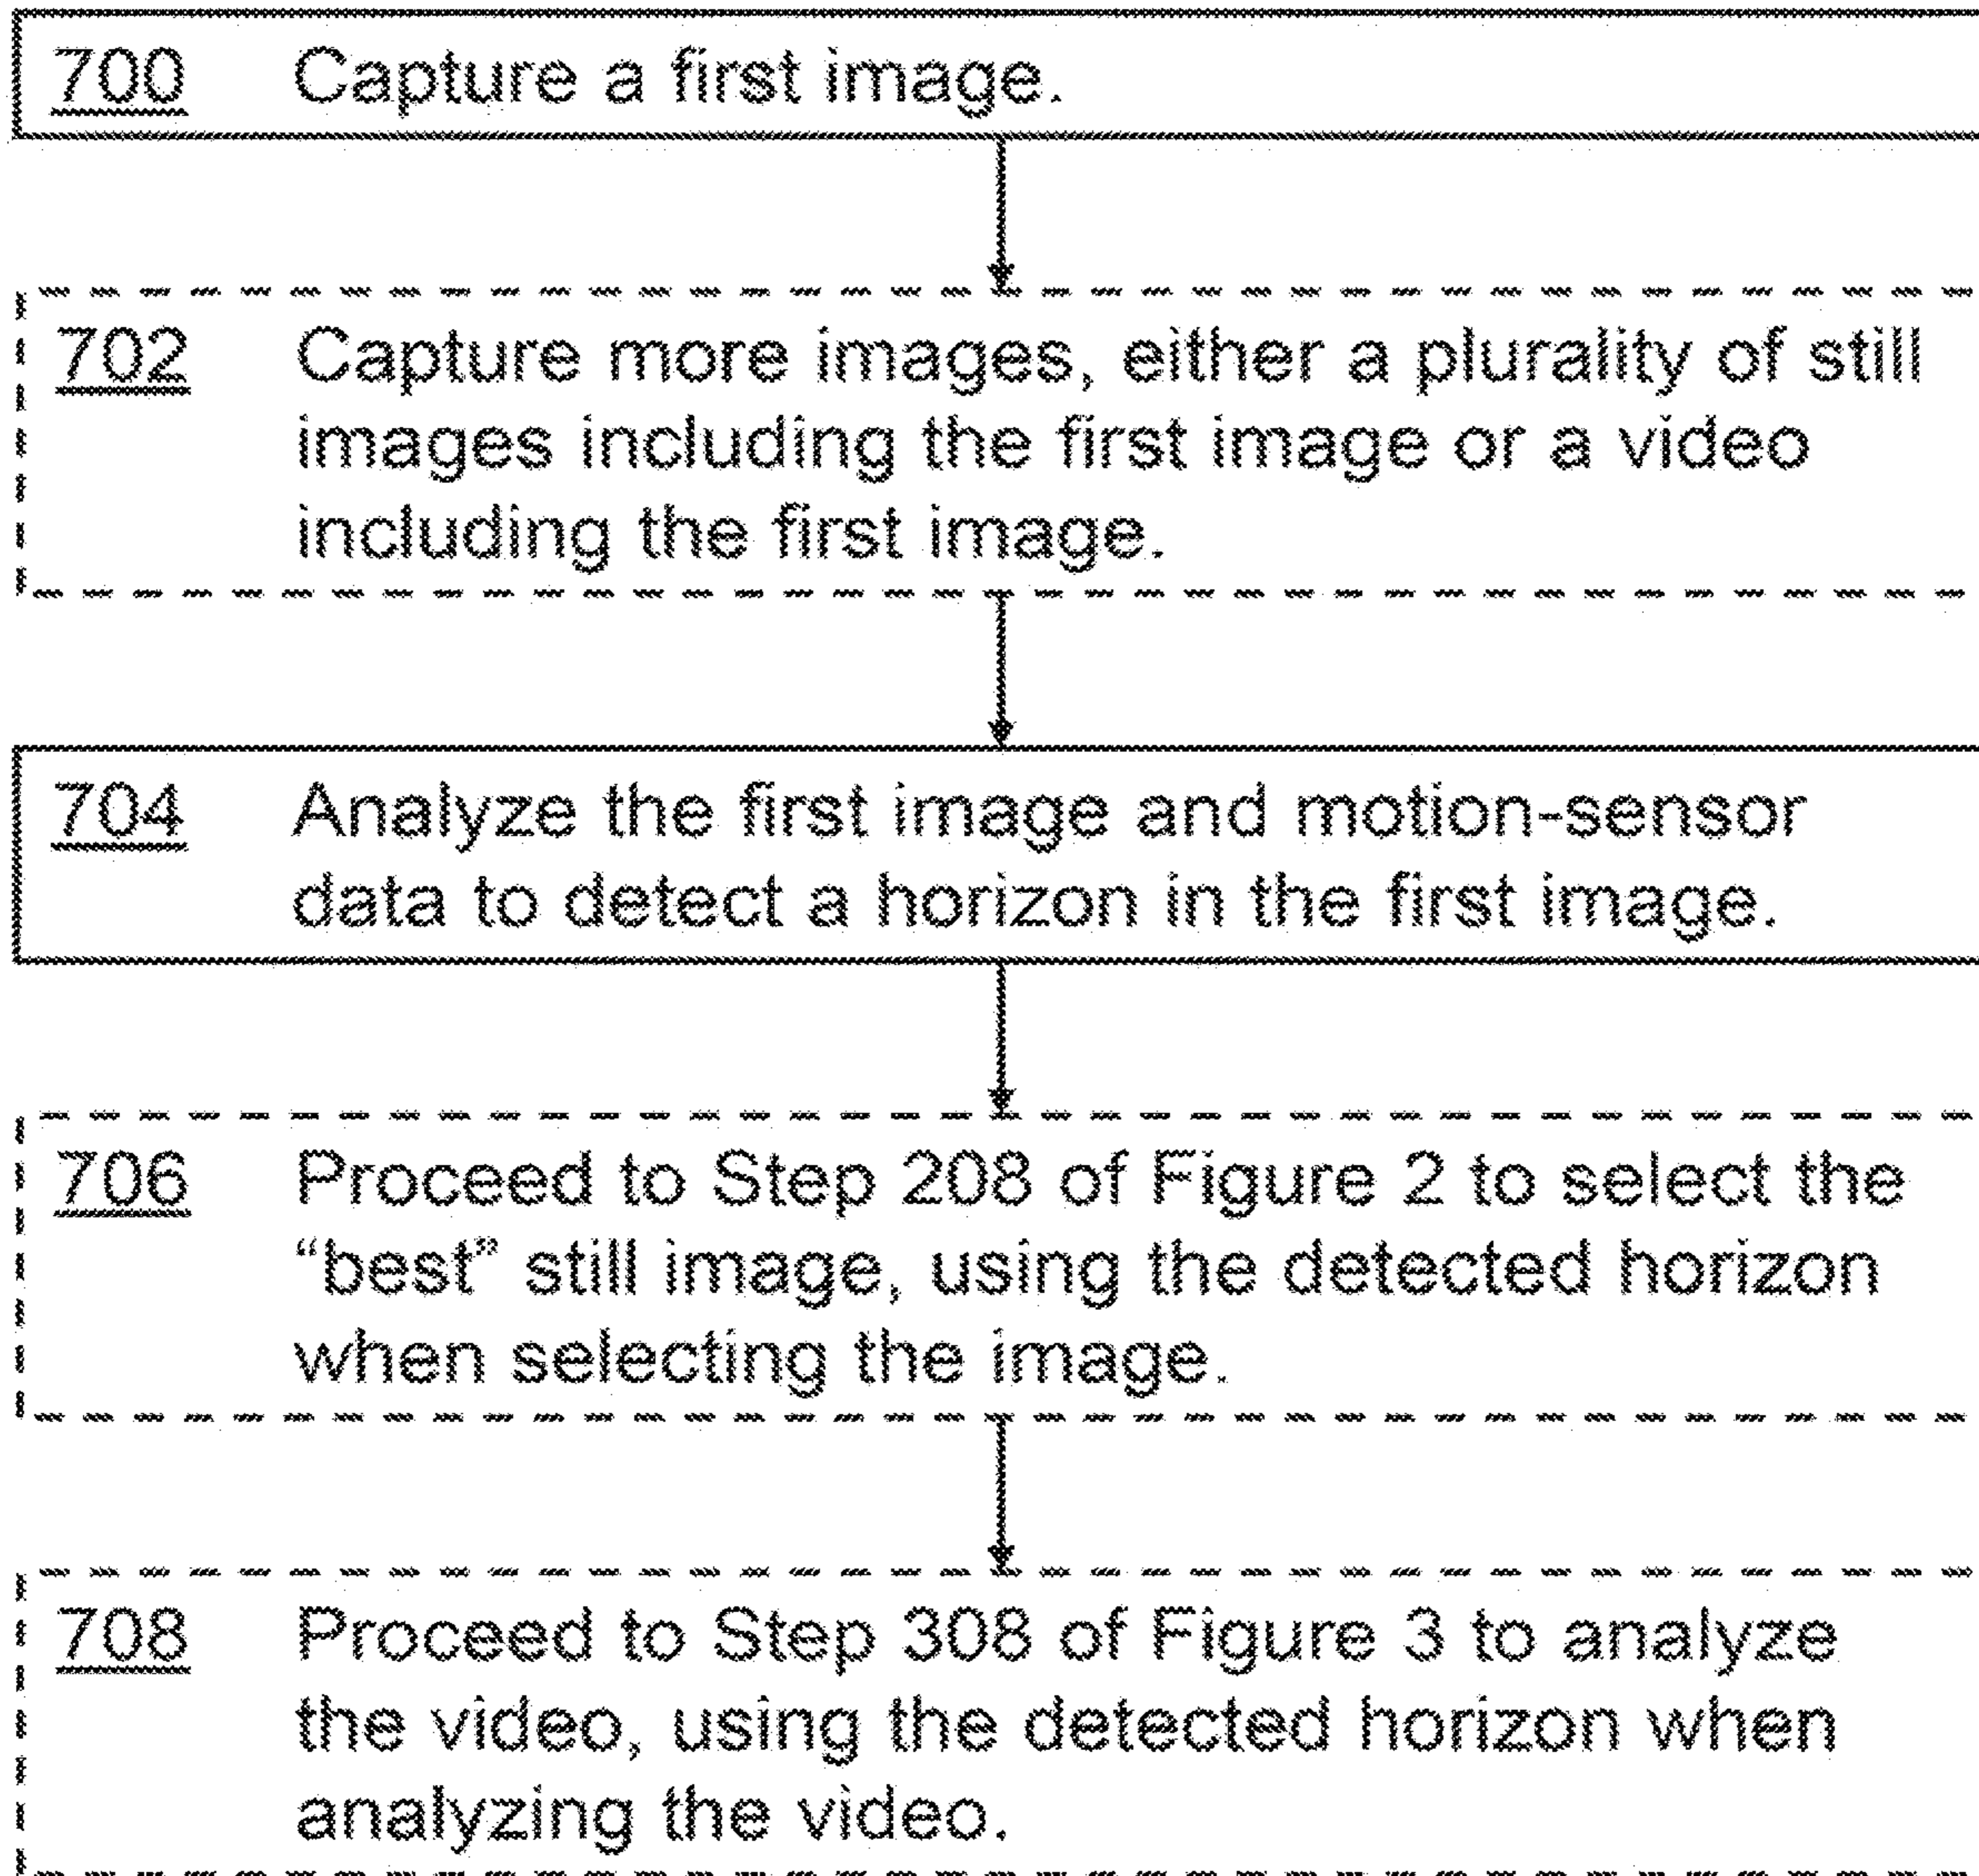 700 Capture a first image.
702 Capture more images, either a plurality of still
images including the first image or a video
including the first image.
704 Analyze the first image and motion-sensor
data to detect a horizon in the first image.
706 Proceed to Step 208 of Figure 2 to select the
“best” still image, using the detected horizon
when selecting the image.
708 Proceed to Step 308 of Figure 3 to analyze
the video, using the detected horizon when
analyzing the video.